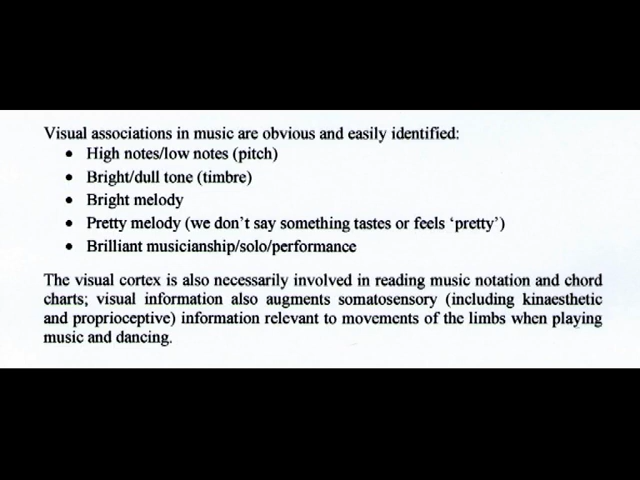 Visual associations in music are obvious and easily identified:
• High notes/low notes (pitch)
• Bright/dull tone (timbre)
• Bright melody
• Pretty melody (we don't say something tastes or feels 'pretty')
• Brilliant musicianship/solo/performance
The visual cortex is also necessarily involved in reading music notation and chord
charts; visual information also augments somatosensory (including kinaesthetic
and proprioceptive) information relevant to movements of the limbs when playing
music and dancing.